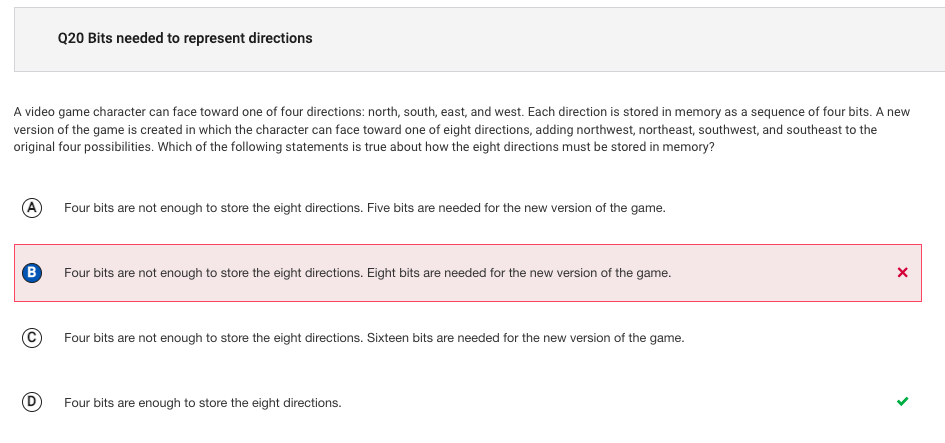 Q20 Bits needed to represent directions
A video game character can face toward one of four directions: north, south, east, and west. Each direction is stored in memory as a sequence of four bits. A new
version of the game is created in which the character can face toward one of eight directions, adding northwest, northeast, southwest, and southeast to the
original four possibilities. Which of the following statements is true about how the eight directions must be stored in memory?
A Four bits are not enough to store the eight directions. Five bits are needed for the new version of the game.
B Four bits are not enough to store the eight directions. Eight bits are needed for the new version of the game.
C Four bits are not enough to store the eight directions. Sixteen bits are needed for the new version of the game.
D Four bits are enough to store the eight directions.